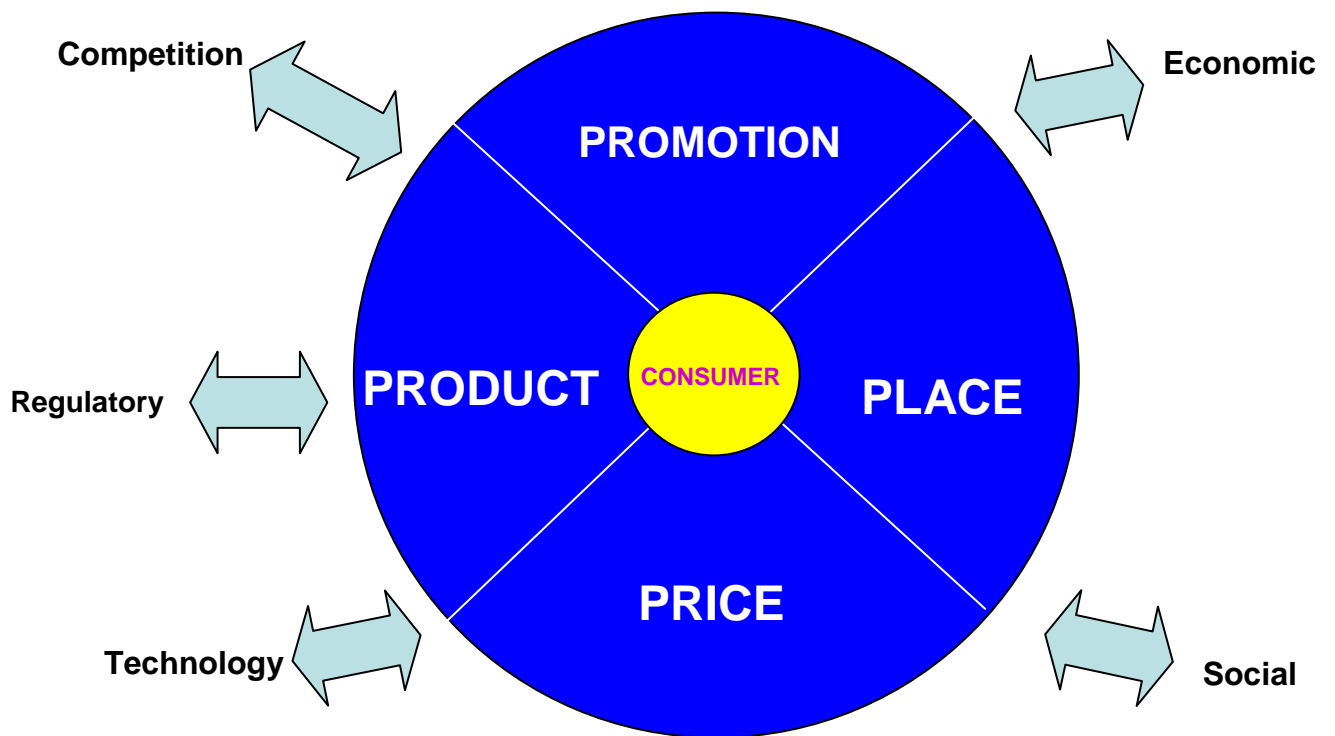 Competition
Economic
PROMOTION
PRODUCT
CONSUMER
PLACE
Regulatory
PRICE
Technology
Social